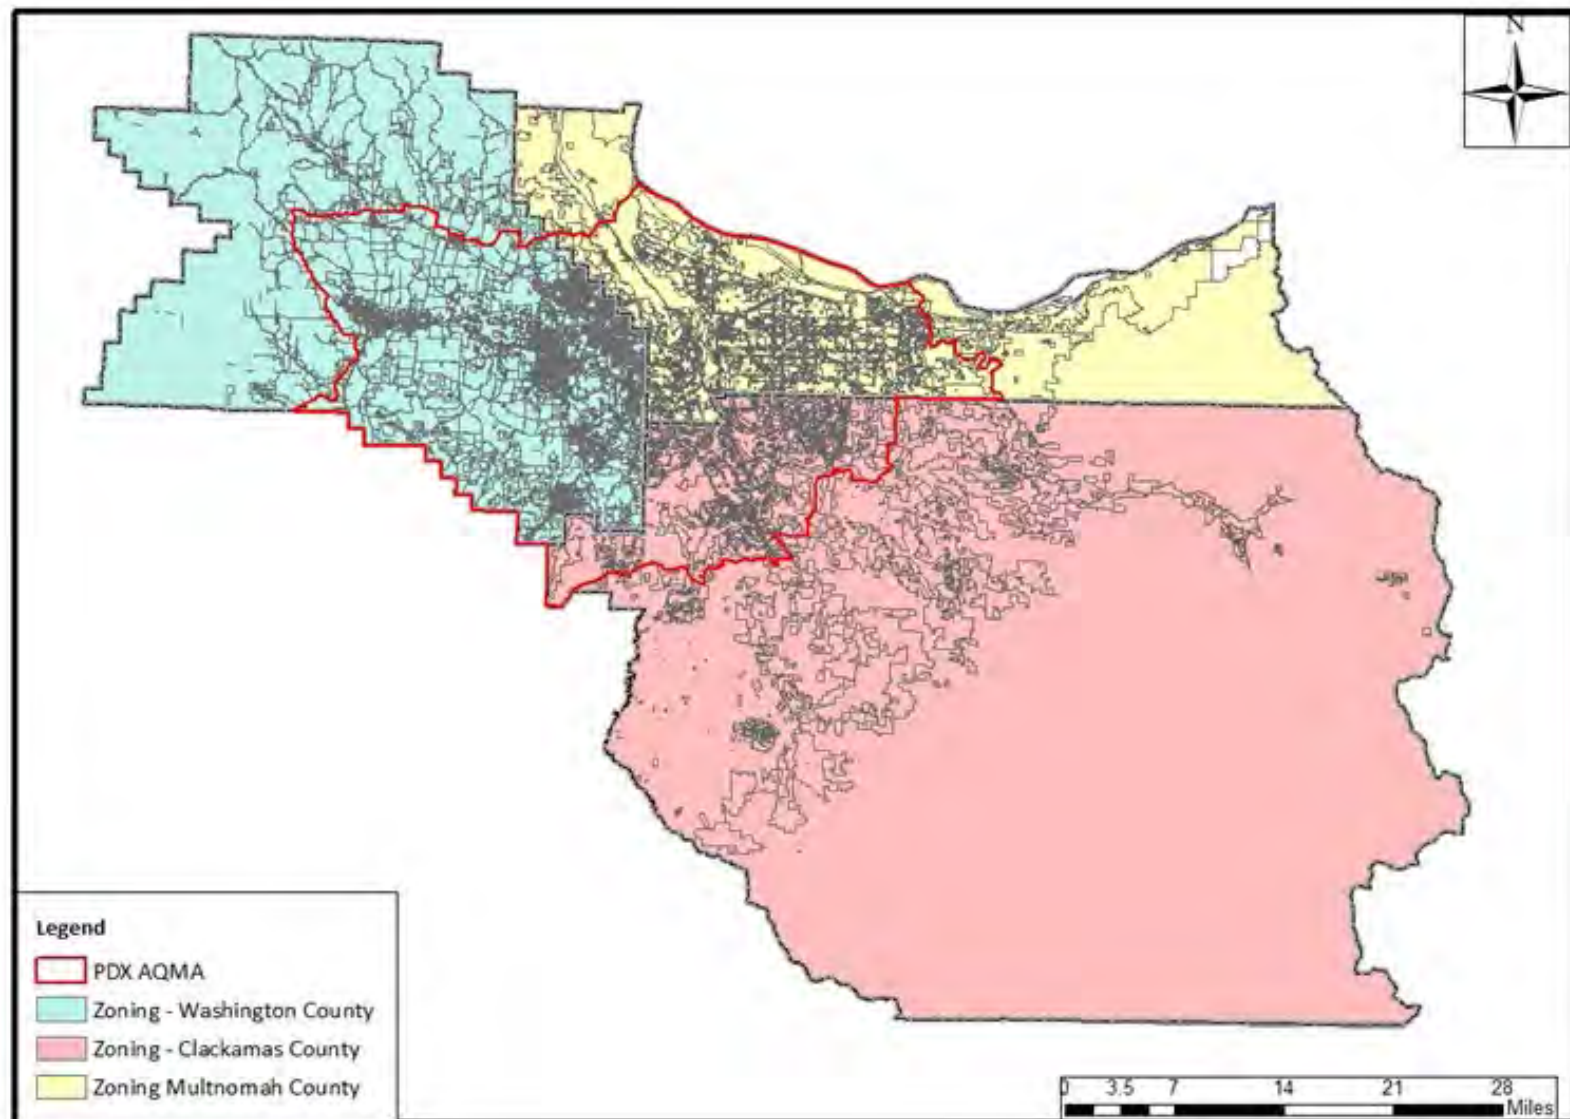 N
Legend
PDX AQMA
Zoning - Washington County
Zoning - Clackamas County
Zoning Multnomah County
0 3.5 7 14 21 28
Miles